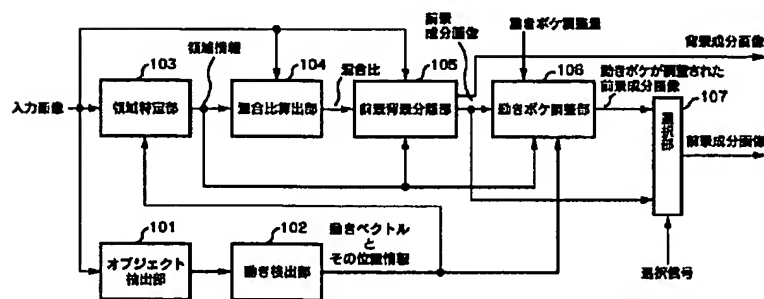 前景
成分画像
動きボケ調整量
背景成分画像
領域情報
103
104
混合比
105
106
動きボケが調整された
前景成分画像
107
入力画像
領域特定部
混合比算出部
前景背景分離部
動きボケ調整部
選択部
前景成分画像
101
102
動きベクトル
と
その位置情報
オブジェクト
検出部
動き検出部
選択信号